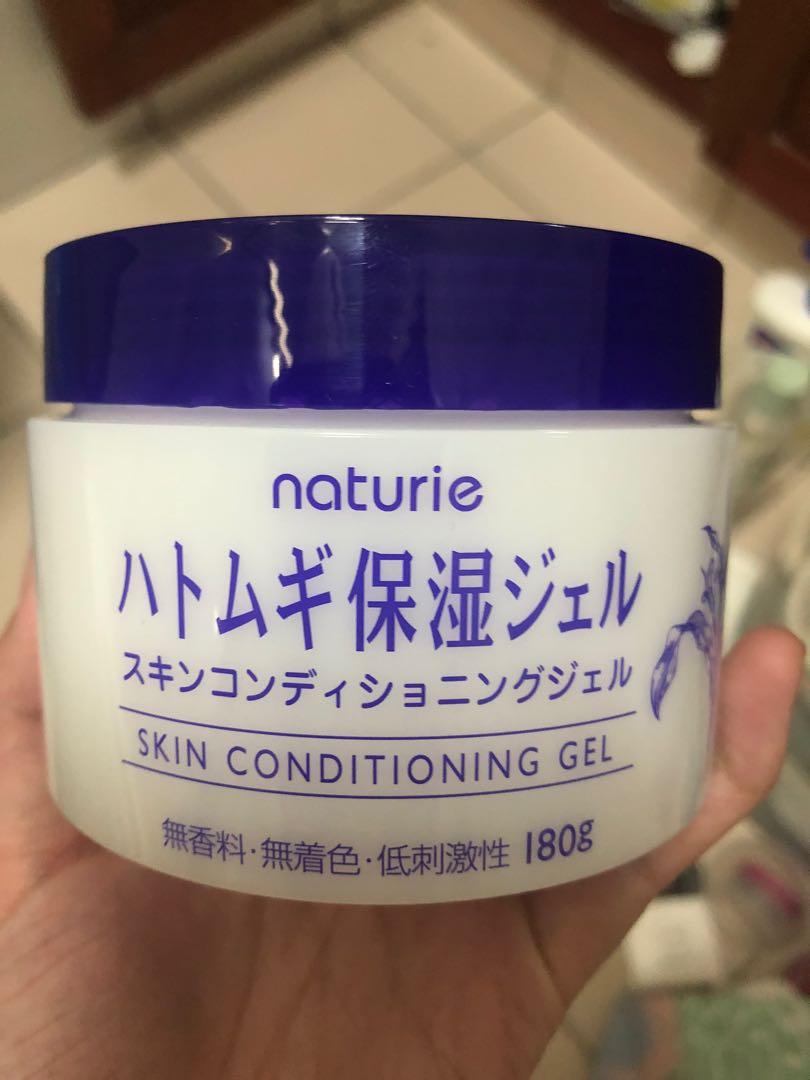 naturie
ハトムギ保湿ジェル
スキンコンディショニングジェル
SKIN CONDITIONING GEL
無香料・無着色・低刺激性 180g